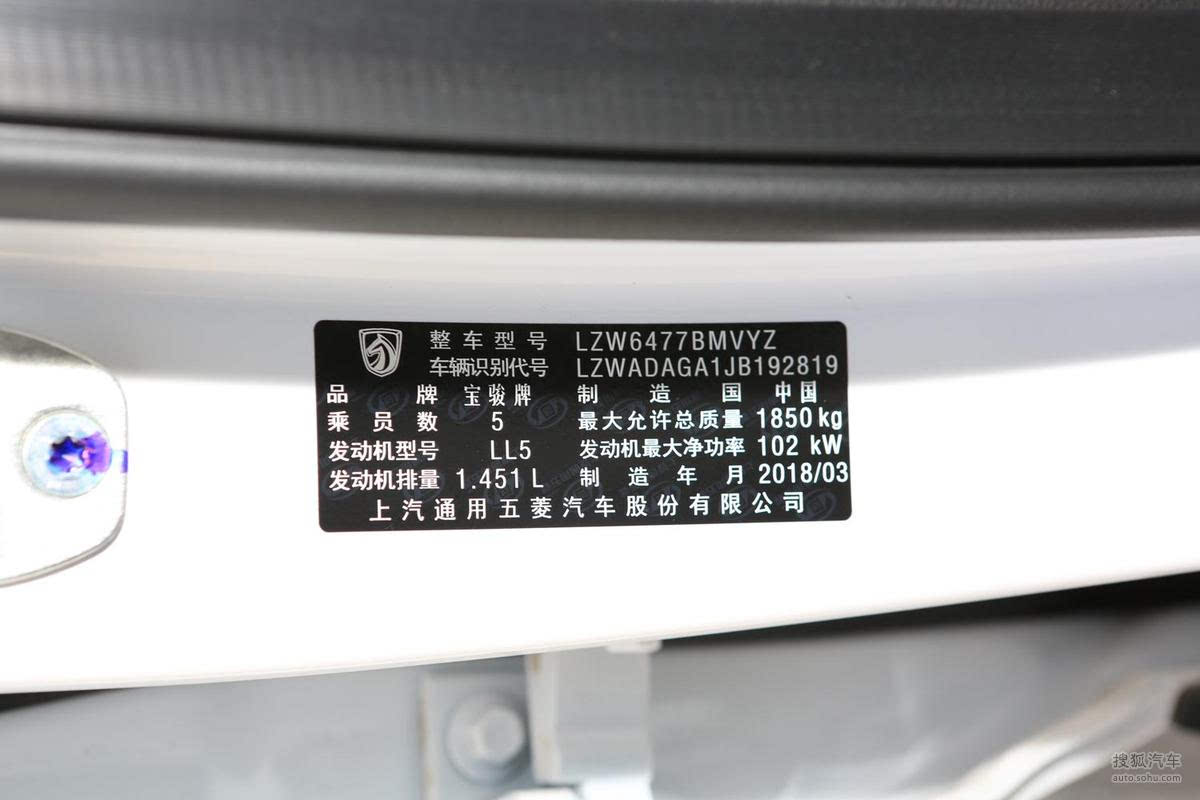 整车型号 LZW6477BMVYZ
车辆识别代号 LZWADAGA1JB192819
品牌 宝骏牌 制造国 中国
乘员数 5 最大允许总质量 1850 kg
发动机型号 LL5 发动机最大净功率 102 kW
发动机排量 1.451 L 制造年月 2018/03
上汽通用五菱汽车股份有限公司
搜狐汽车
auto.sohu.com